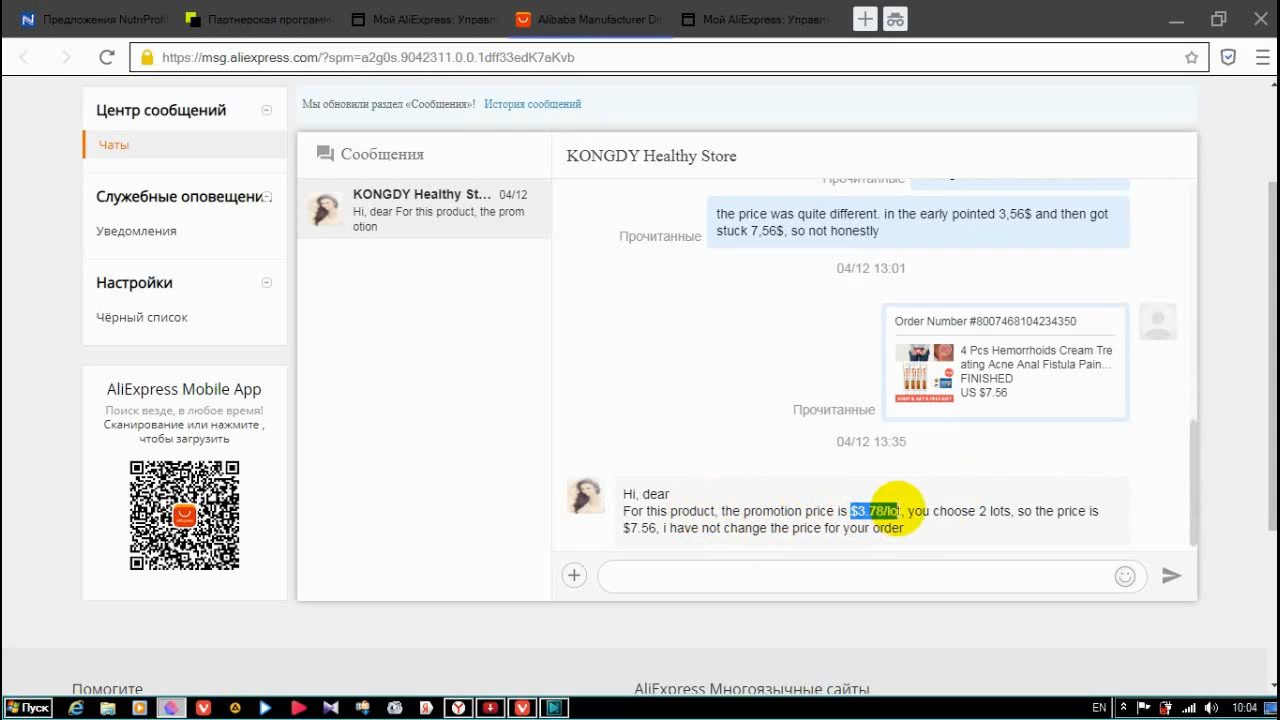 Предложения NutriProfi
Партнерская программ
Мой AliExpress: Управл
Alibaba Manufacturer Di
Мой AliExpress: Управл
https://msg.aliexpress.com/?spm=a2g0s.9042311.0.0.1dff33edK7aKvb
Центр сообщений
Чаты
Служебные оповещени
Уведомления
Настройки
Чёрный список
AliExpress Mobile App
Поиск везде, в любое время!
Сканирование или нажмите ,
чтобы загрузить
Мы обновили раздел «Сообщения»! История сообщений
Сообщения
KONGDY Healthy St... 04/12
Hi, dear For this product, the prom
otion
KONGDY Healthy Store
Прочитанные
the price was quite different. in the early pointed 3,56$ and then got
stuck 7,56$, so not honestly
Прочитанные
04/12 13:01
Order Number #8007468104234350
4 Pcs Hemorrhoids Cream Tre
ating Acne Anal Fistula Pain...
FINISHED
US $7.56
Прочитанные
04/12 13:35
Hi, dear
For this product, the promotion price is $3.78/lot, you choose 2 lots, so the price is
$7.56, i have not change the price for your order
Помогите
AliExpress Многоязычные сайты
Пуск
EN
10:04